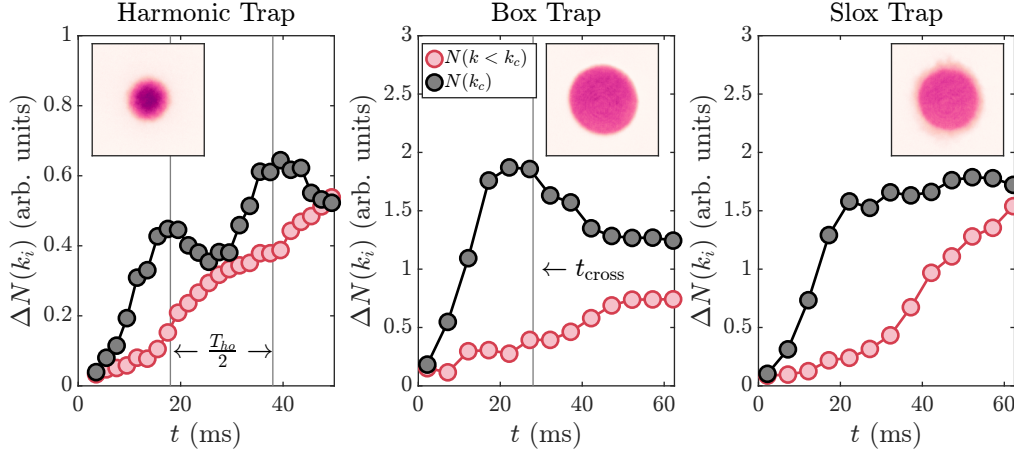 Harmonic Trap
ΔN(k_i) (arb. units)
1
0.8
0.6
0.4
0.2
0
← T_ho/2 →
0 20 40
t (ms)
Box Trap
ΔN(k_i) (arb. units)
3
2.5
2
1.5
1
0.5
0
N(k < k_c)
N(k_c)
← t_cross
0 20 40 60
t (ms)
Slox Trap
ΔN(k_i) (arb. units)
3
2.5
2
1.5
1
0.5
0
0 20 40 60
t (ms)